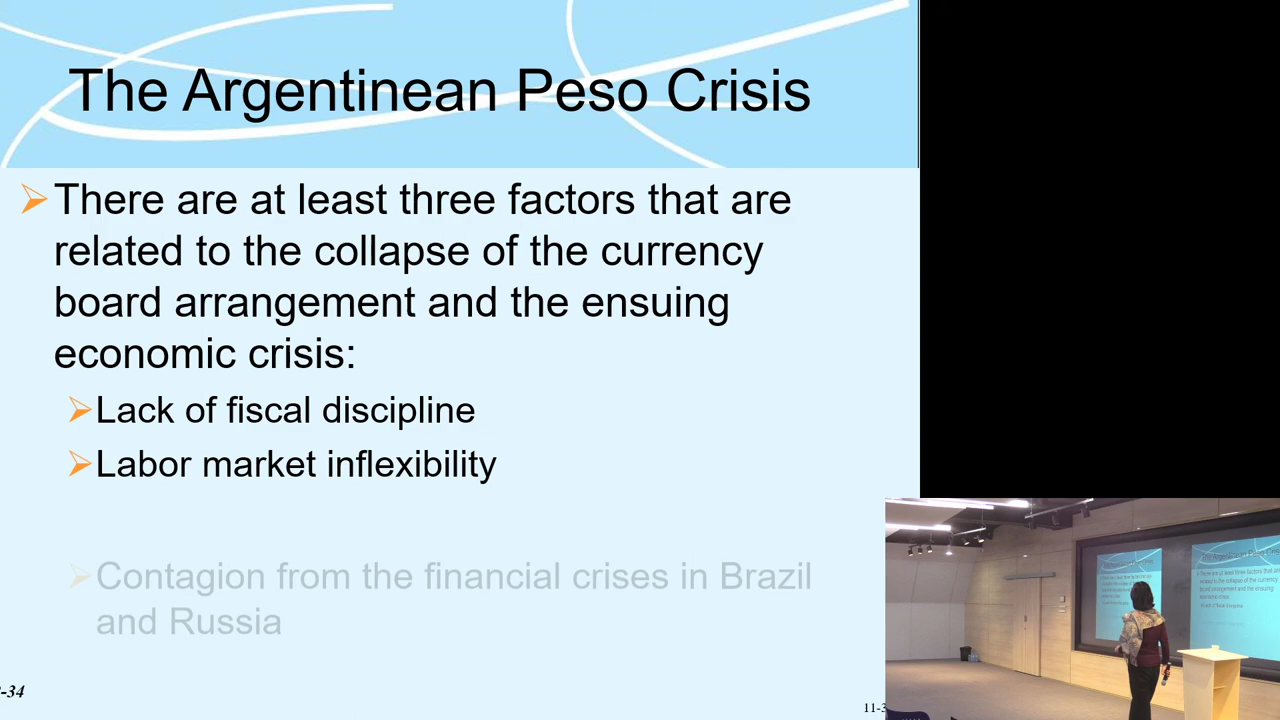 The Argentinean Peso Crisis
There are at least three factors that are
related to the collapse of the currency
board arrangement and the ensuing
economic crisis:
Lack of fiscal discipline
Labor market inflexibility
Contagion from the financial crises in Brazil
and Russia
-34
11-3